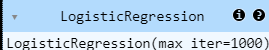 LogisticRegression i ?
LogisticRegression(max_iter=1000)